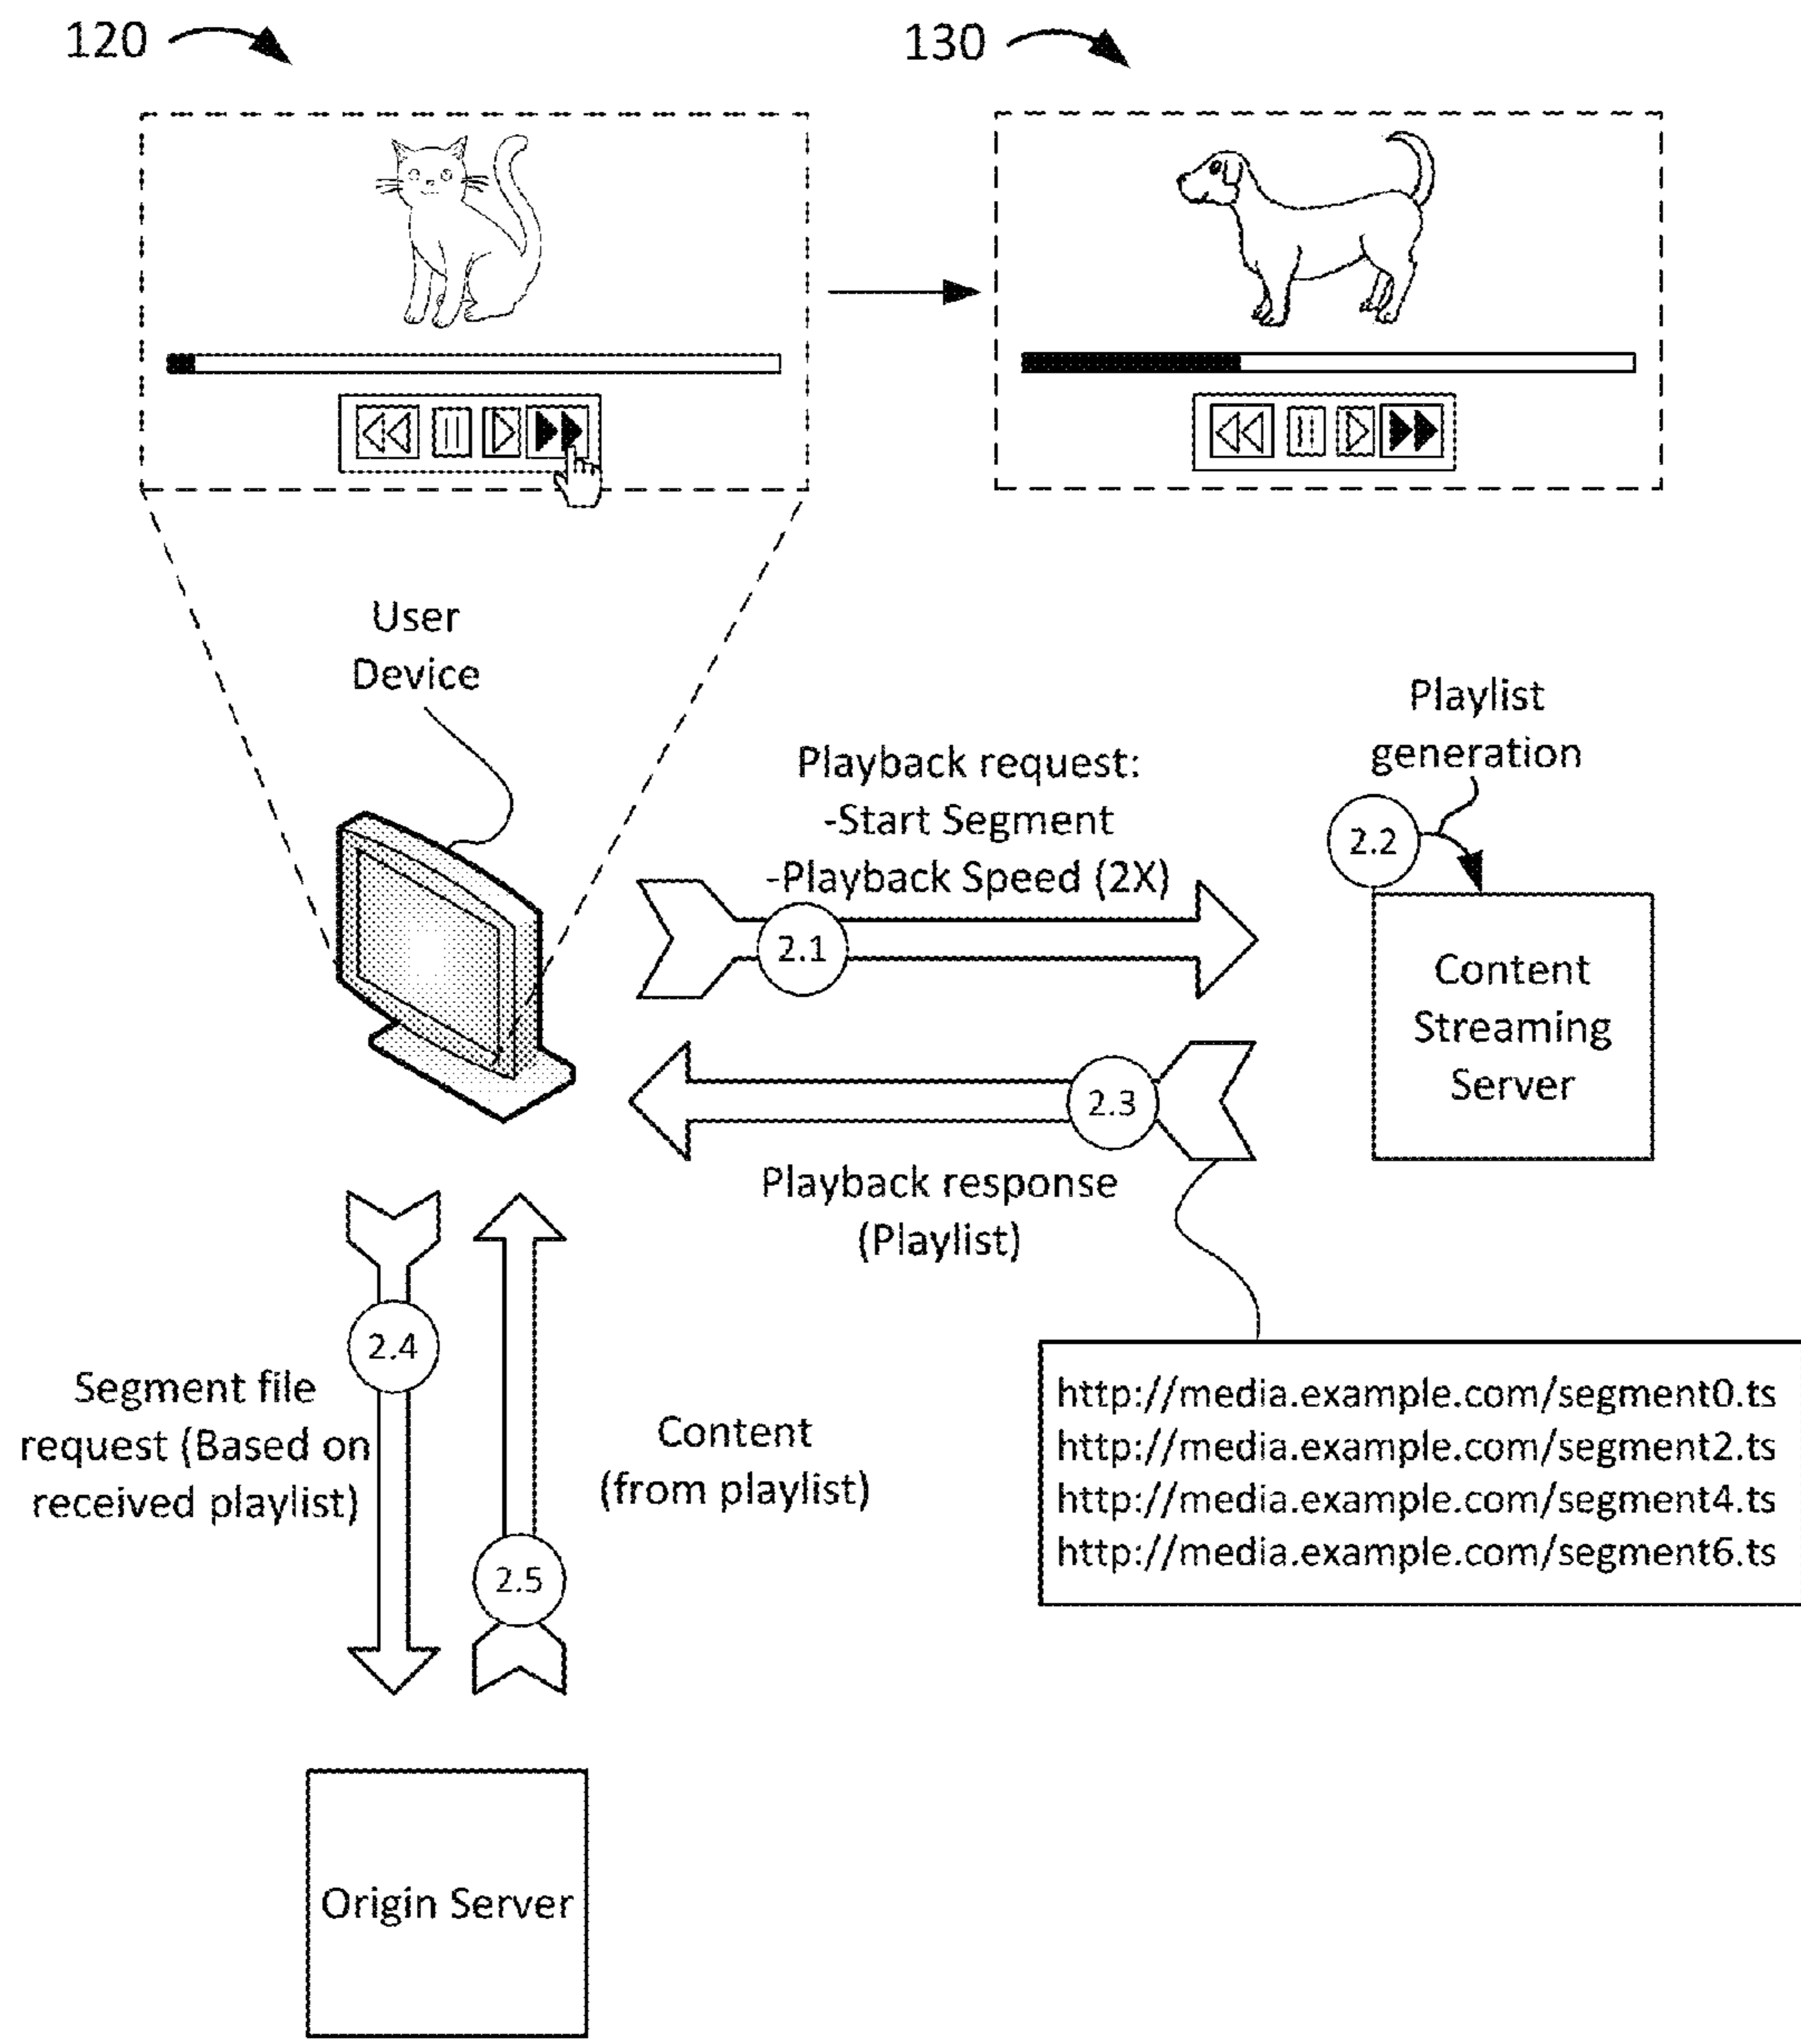 120
130
User
Device
Playback request:
-Start Segment
-Playback Speed (2X)
2.1
Playlist
generation
2.2
Content
Streaming
Server
2.3
Playback response
(Playlist)
2.4
Segment file
request (Based on
received playlist)
Content
(from playlist)
2.5
http://media.example.com/segment0.ts
http://media.example.com/segment2.ts
http://media.example.com/segment4.ts
http://media.example.com/segment6.ts
Origin Server